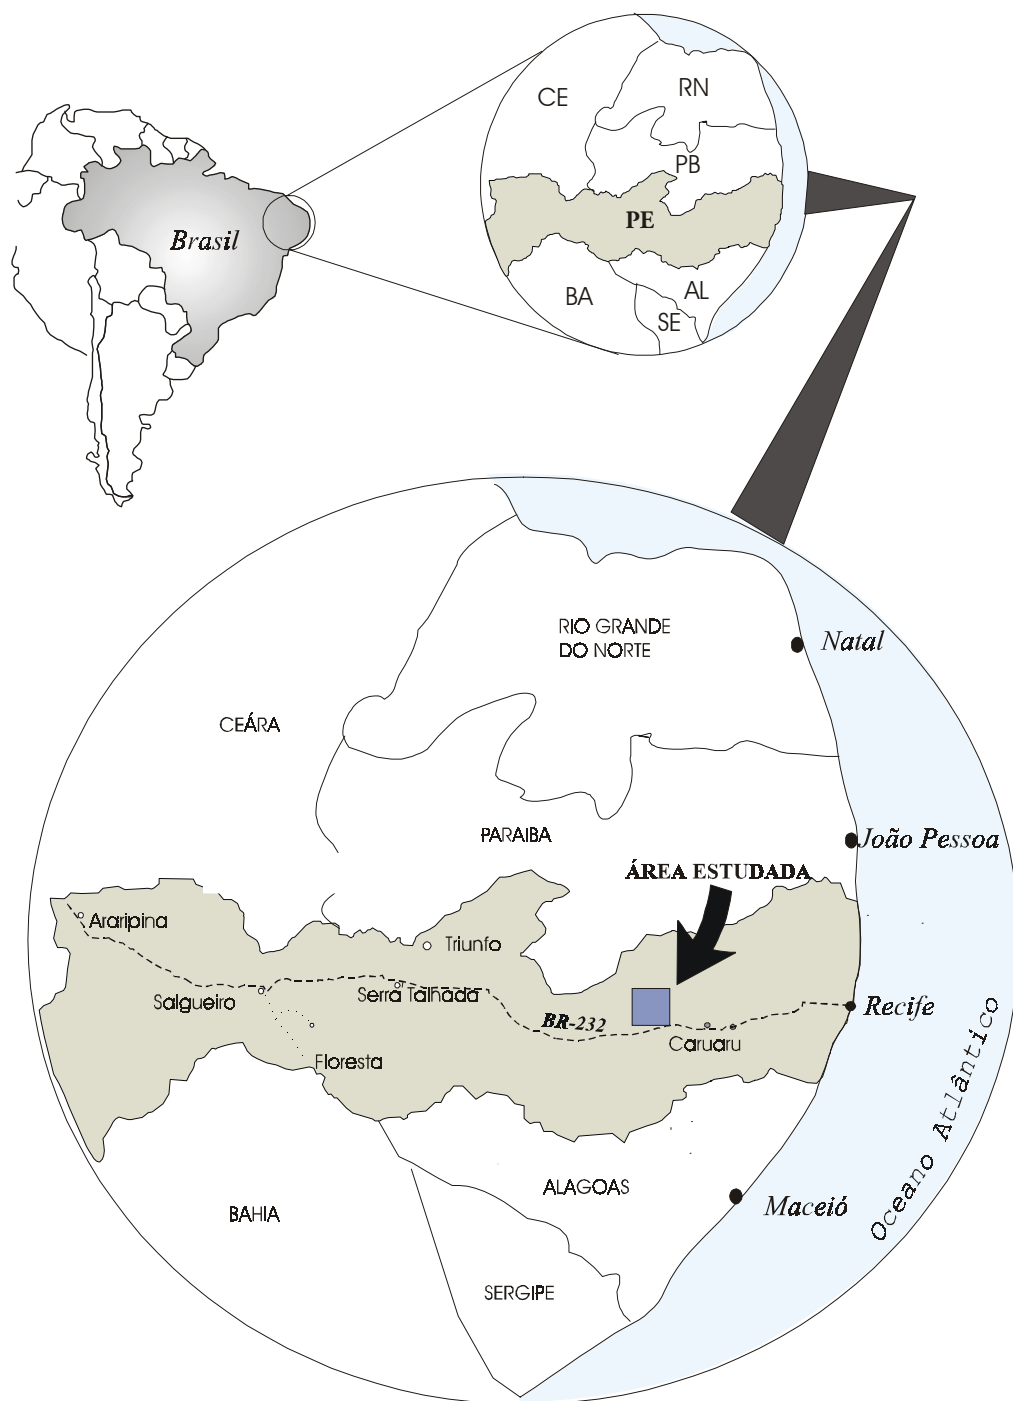 CE
RN
PB
Brasil
PE
BA
AL
SE
RIO GRANDE
DO NORTE
Natal
CEÁRA
PARAIBA
João Pessoa
ÁREA ESTUDADA
Araripina
Triunfo
Salgueiro
Serra Talhada
BR-232
Recife
Caruaru
Floresta
Oceano Atlântico
ALAGOAS
Maceió
BAHIA
SERGIPE